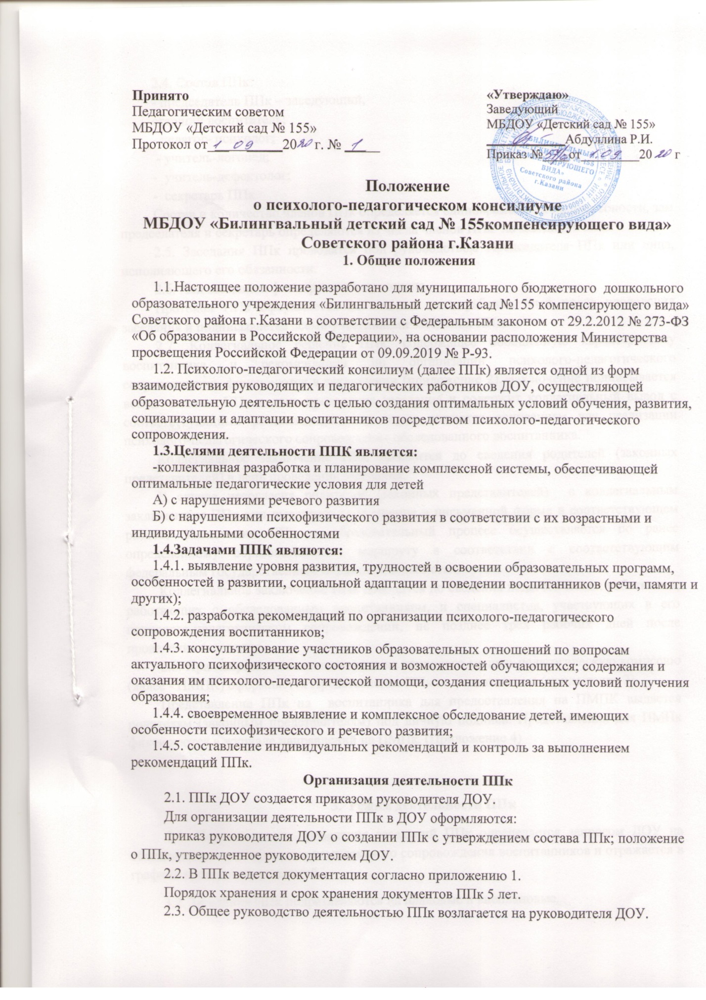 Принято
Педагогическим советом
МБДОУ «Детский сад № 155»
Протокол от 1 09 2020 г. № 1
«Утверждаю»
Заведующий
МБДОУ «Детский сад № 155»
Абдуллина Р.И.
Приказ № от 1.09 2020 г
БИЛИНГВАЛЬНЫЙ
ДЕТСКИЙ САД № 155
КОМПЕНСИРУЮЩЕГО
ВИДА»
Советского района
г.Казани
Положение
о психолого-педагогическом консилиуме
МБДОУ «Билингвальный детский сад № 155компенсирующего вида»
Советского района г.Казани
1. Общие положения
1.1.Настоящее положение разработано для муниципального бюджетного дошкольного
образовательного учреждения «Билингвальный детский сад №155 компенсирующего вида»
Советского района г.Казани в соответствии с Федеральным законом от 29.2.2012 № 273-ФЗ
«Об образовании в Российской Федерации», на основании расположения Министерства
просвещения Российской Федерации от 09.09.2019 № Р-93.
1.2. Психолого-педагогический консилиум (далее ППк) является одной из форм
взаимодействия руководящих и педагогических работников ДОУ, осуществляющей
образовательную деятельность с целью создания оптимальных условий обучения, развития,
социализации и адаптации воспитанников посредством психолого-педагогического
сопровождения.
1.3.Целями деятельности ППК является:
-коллективная разработка и планирование комплексной системы, обеспечивающей
оптимальные педагогические условия для детей
А) с нарушениями речевого развития
Б) с нарушениями психофизического развития в соответствии с их возрастными и
индивидуальными особенностями
1.4.Задачами ППК являются:
1.4.1. выявление уровня развития, трудностей в освоении образовательных программ,
особенностей в развитии, социальной адаптации и поведении воспитанников (речи, памяти и
других);
1.4.2. разработка рекомендаций по организации психолого-педагогического
сопровождения воспитанников;
1.4.3. консультирование участников образовательных отношений по вопросам
актуального психофизического состояния и возможностей обучающихся; содержания и
оказания им психолого-педагогической помощи, создания специальных условий получения
образования;
1.4.4. своевременное выявление и комплексное обследование детей, имеющих
особенности психофизического и речевого развития;
1.4.5. составление индивидуальных рекомендаций и контроль за выполнением
рекомендаций ППк.
Организация деятельности ППк
2.1. ППк ДОУ создается приказом руководителя ДОУ.
Для организации деятельности ППк в ДОУ оформляются:
приказ руководителя ДОУ о создании ППк с утверждением состава ППк; положение
о ППк, утвержденное руководителем ДОУ.
2.2. В ППк ведется документация согласно приложению 1.
Порядок хранения и срок хранения документов ППк 5 лет.
2.3. Общее руководство деятельностью ППк возлагается на руководителя ДОУ.